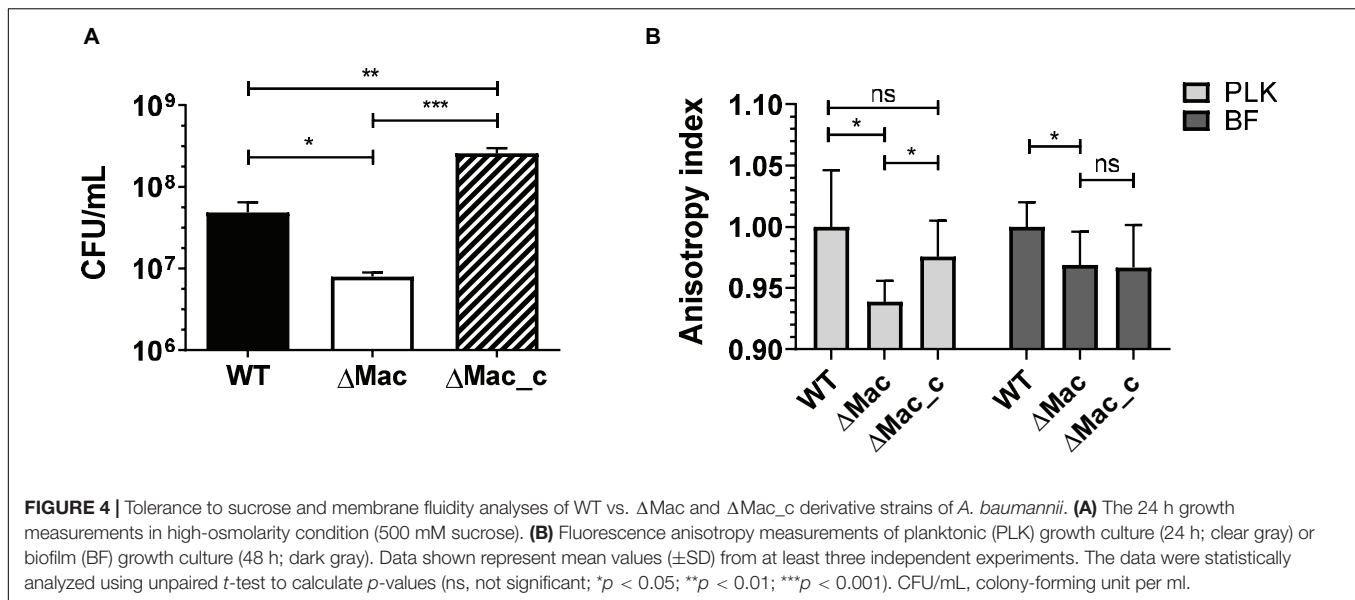 A
**
***
*
10⁹
10⁸
10⁷
10⁶
CFU/mL
WT
ΔMac
ΔMac_c
B
PLK
BF
ns
*
*
*
ns
1.10
1.05
1.00
0.95
0.90
Anisotropy index
WT
ΔMac
ΔMac_c
WT
ΔMac
ΔMac_c
FIGURE 4 | Tolerance to sucrose and membrane fluidity analyses of WT vs. ΔMac and ΔMac_c derivative strains of A. baumannii. (A) The 24 h growth
measurements in high-osmolarity condition (500 mM sucrose). (B) Fluorescence anisotropy measurements of planktonic (PLK) growth culture (24 h; clear gray) or
biofilm (BF) growth culture (48 h; dark gray). Data shown represent mean values (±SD) from at least three independent experiments. The data were statistically
analyzed using unpaired t-test to calculate p-values (ns, not significant; *p < 0.05; **p < 0.01; ***p < 0.001). CFU/mL, colony-forming unit per ml.